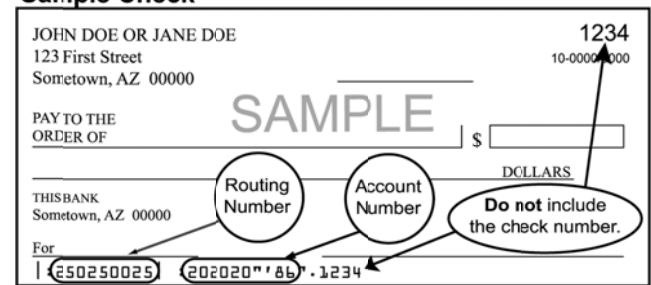 JOHN DOE OR JANE DOE
1234
123 First Street
10-0000/0000
Sometown, AZ 00000
SAMPLE
PAY TO THE
ORDER OF
$
DOLLARS
Routing
Number
Account
Number
Do not include
the check number.
THIS BANK
Sometown, AZ 00000
For
250250025 202020"'86".1234